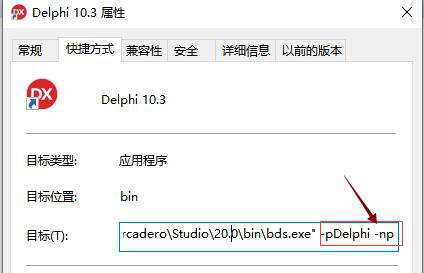 Delphi 10.3 属性
常规 快捷方式 兼容性 安全 详细信息 以前的版本
DX
Delphi 10.3
目标类型: 应用程序
目标位置: bin
目标(T): rcadero\Studio\20.0\bin\bds.exe" -pDelphi -np